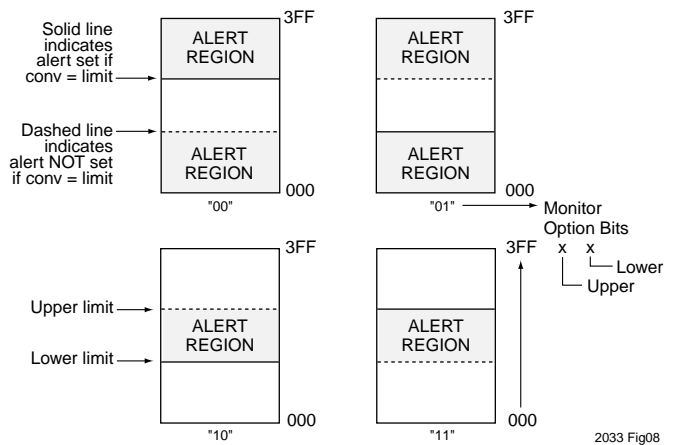 Solid line
indicates
alert set if
conv = limit
Dashed line
indicates
alert NOT set
if conv = limit
3FF
ALERT
REGION
ALERT
REGION
000
"00"
3FF
ALERT
REGION
ALERT
REGION
000
"01"
Monitor
Option Bits
x x
Lower
Upper
Upper limit
Lower limit
3FF
ALERT
REGION
000
"10"
3FF
ALERT
REGION
000
"11"
2033 Fig08